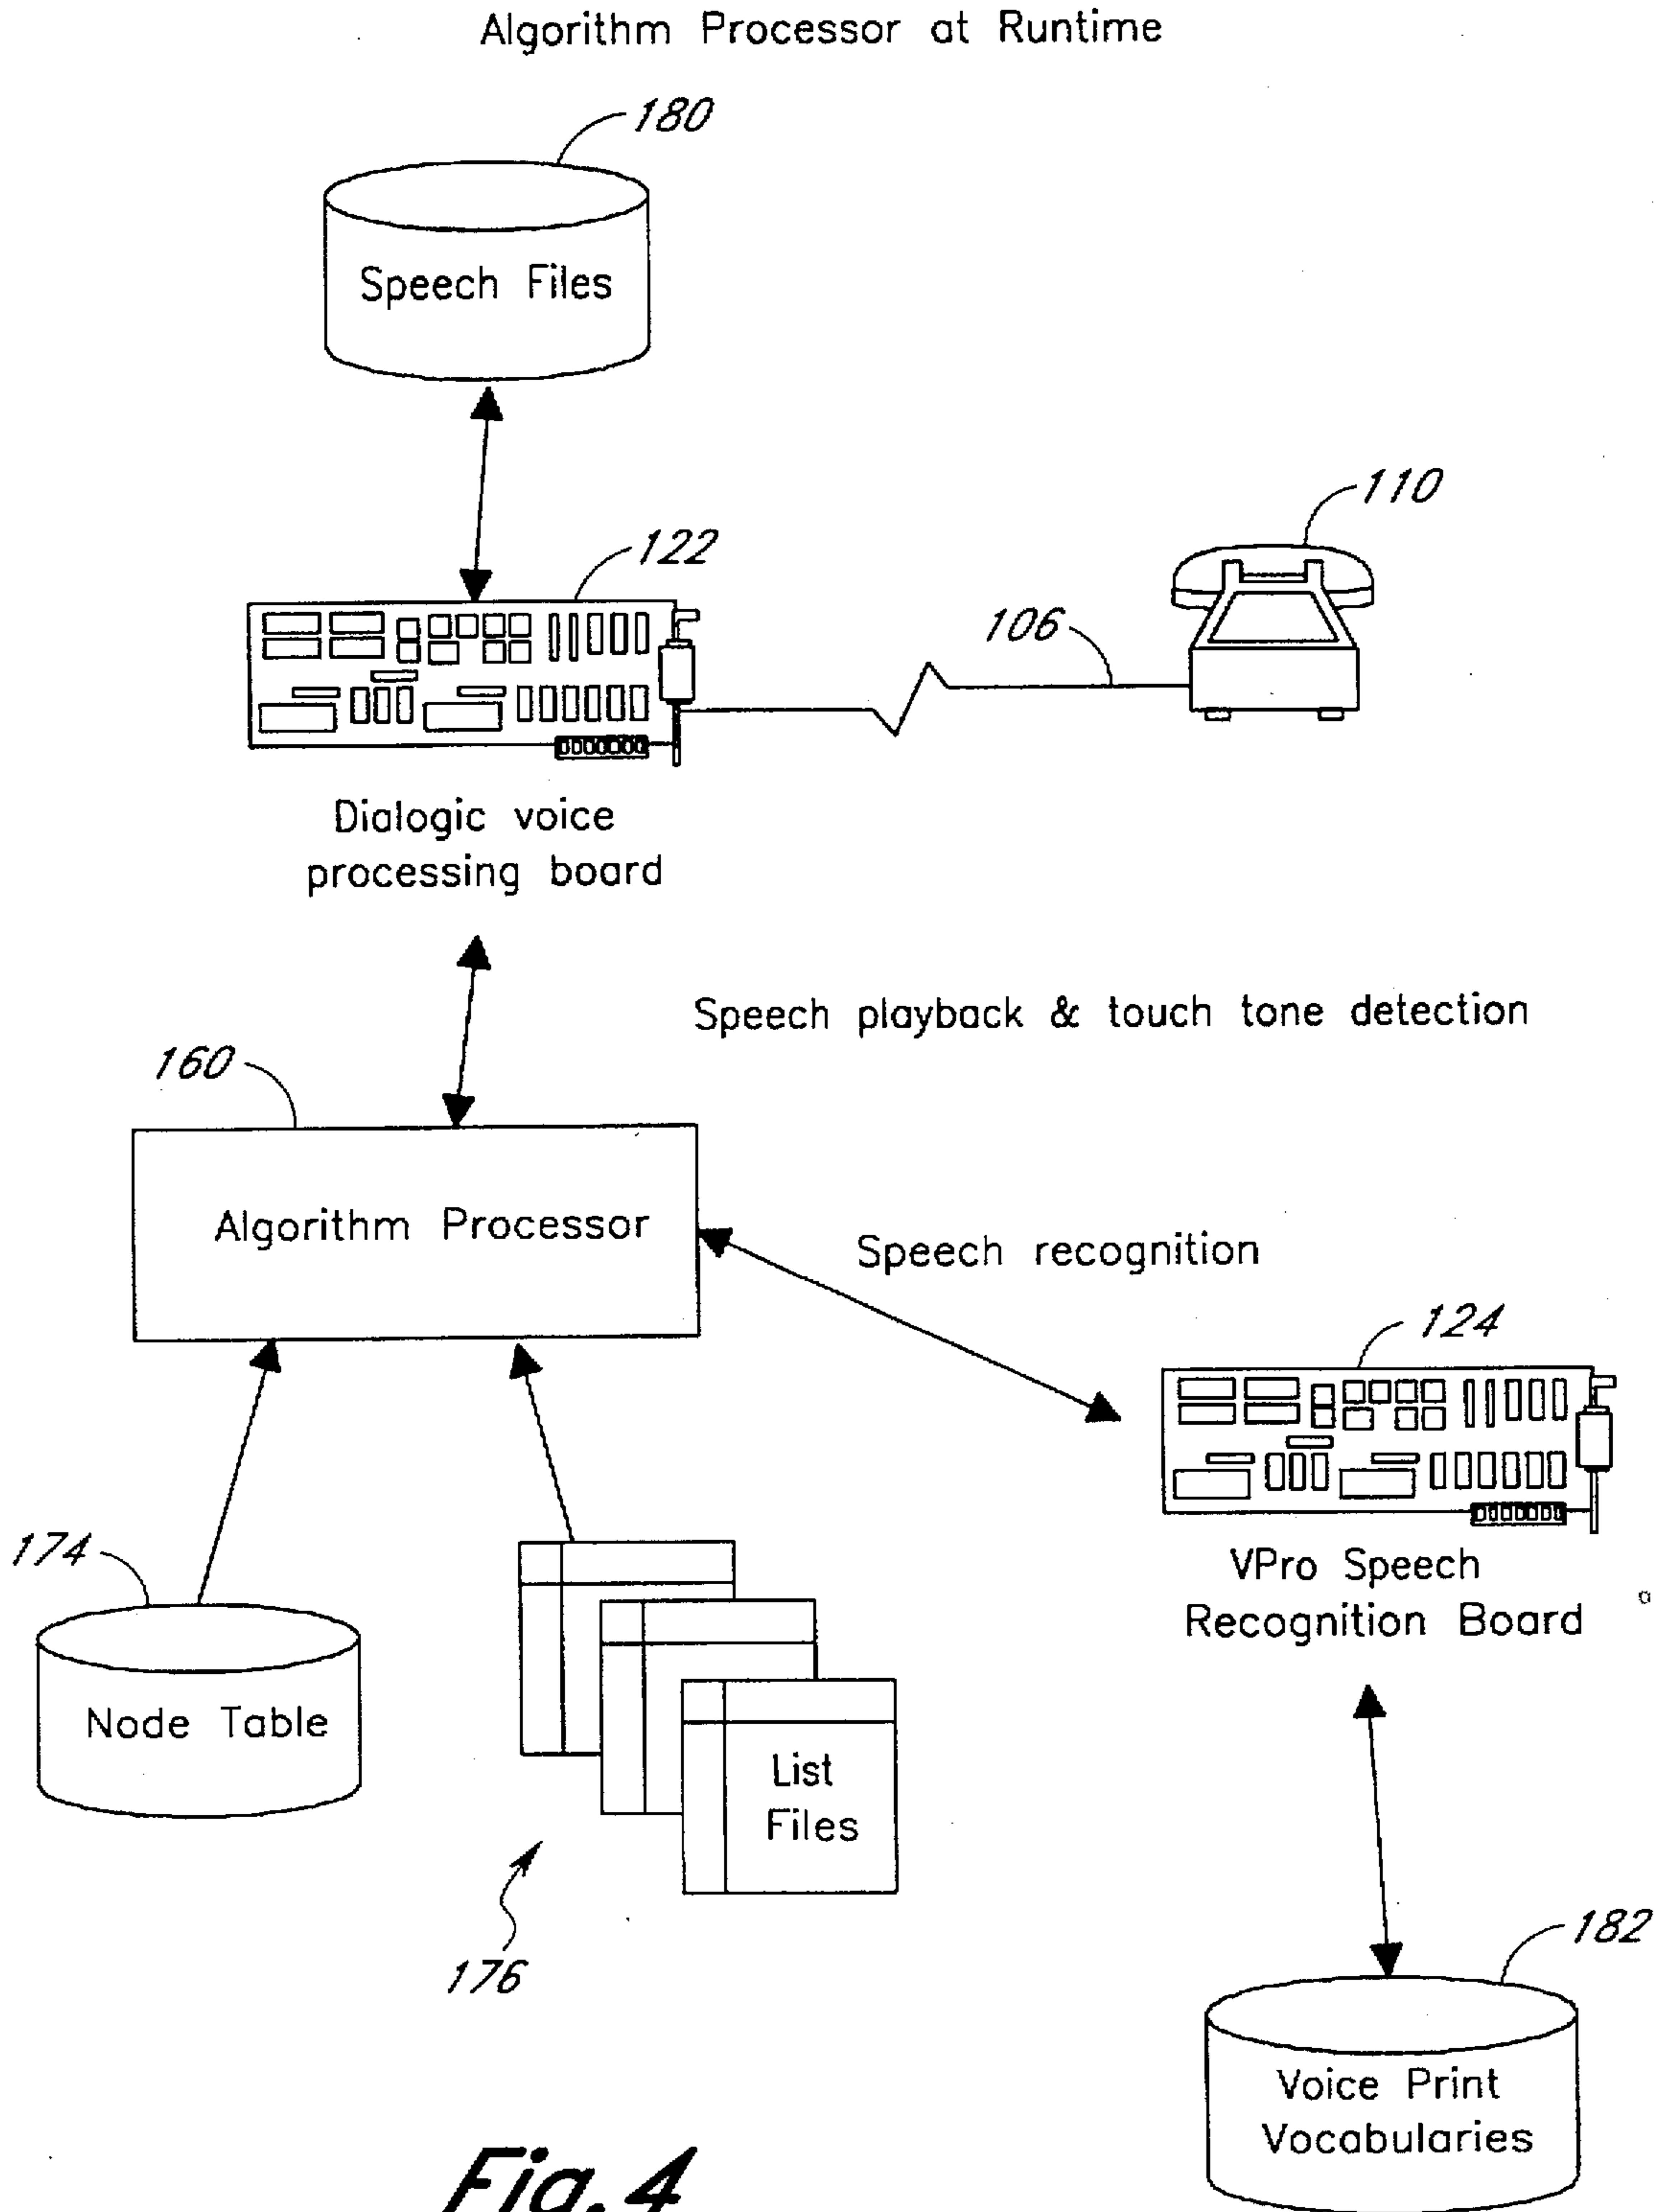 Algorithm Processor at Runtime
180
Speech Files
110
122
106
Dialogic voice
processing board
Speech playback & touch tone detection
160
Algorithm Processor
Speech recognition
124
VPro Speech
Recognition Board
174
Node Table
List
Files
176
182
Voice Print
Vocabularies
Fig. 4